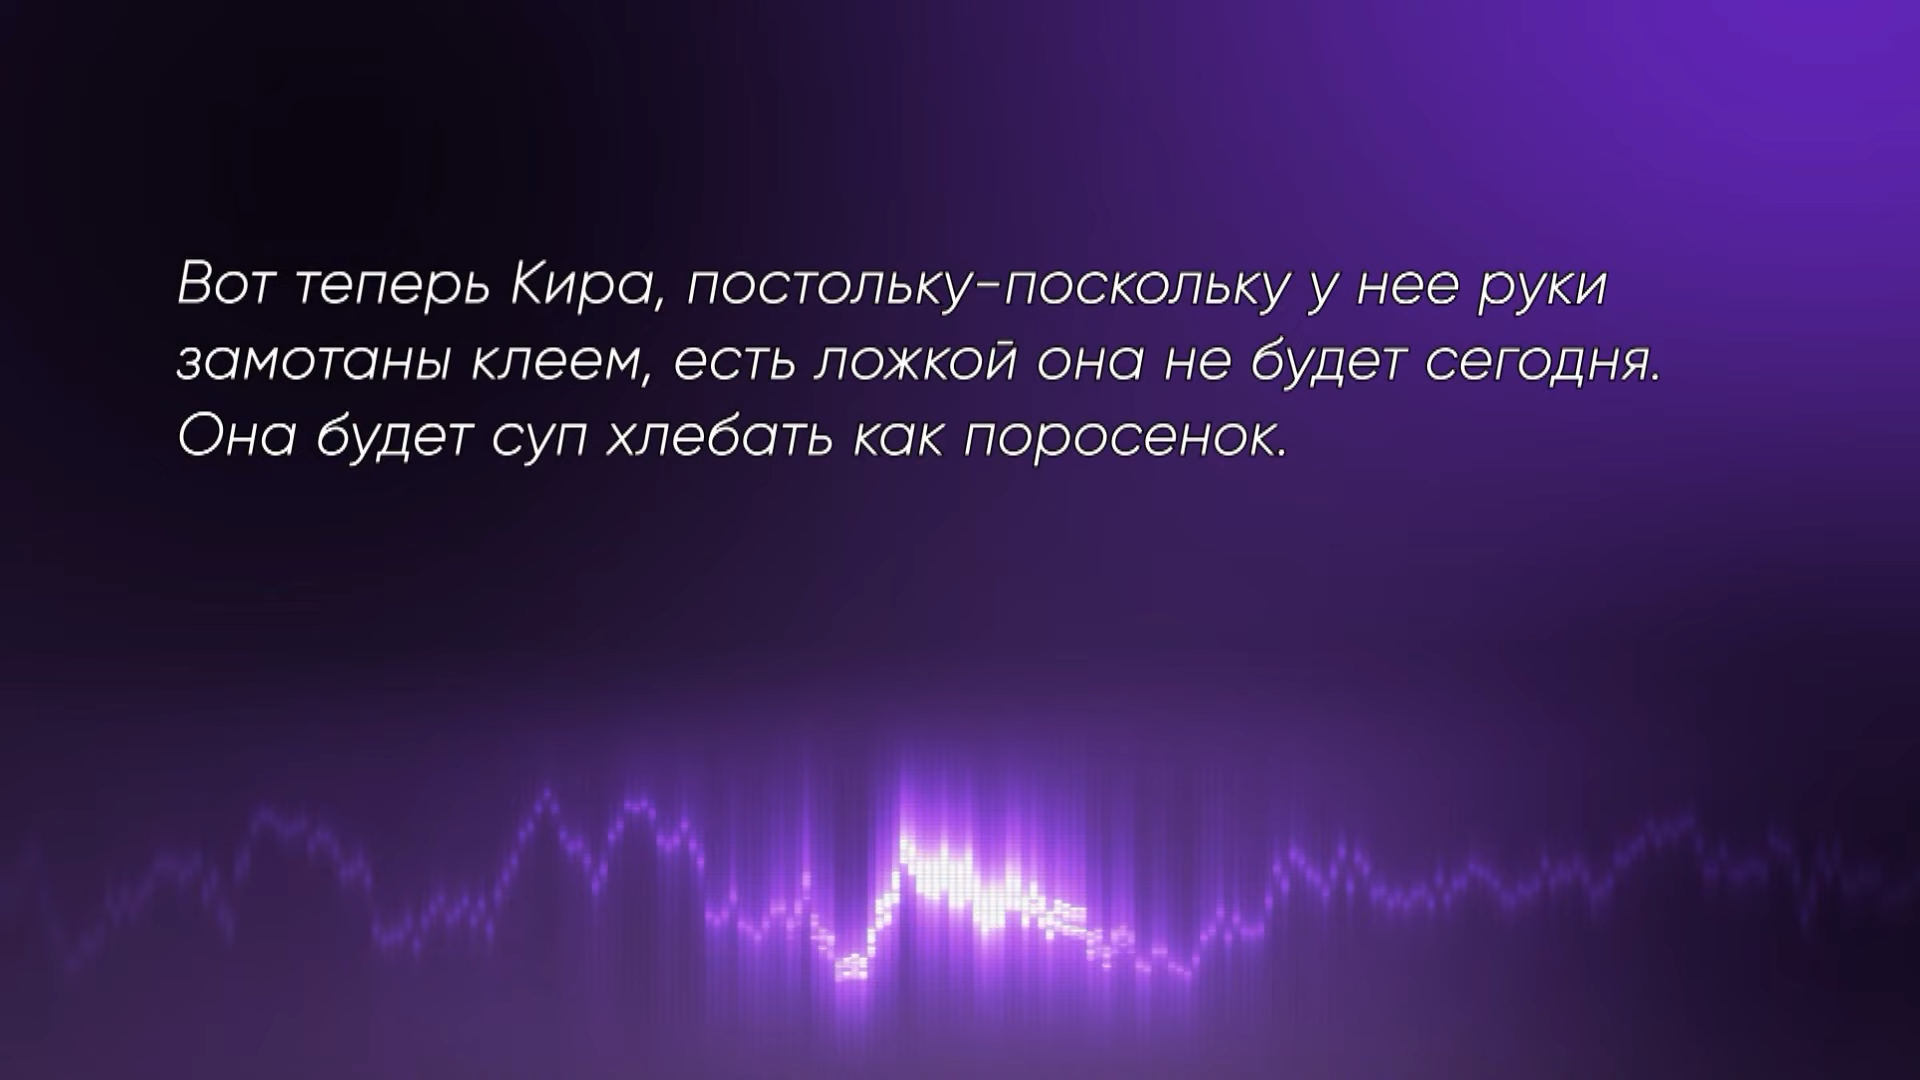 Вот теперь Кира, постольку-поскольку у нее руки
замотаны клеем, есть ложкой она не будет сегодня.
Она будет суп хлебать как поросенок.